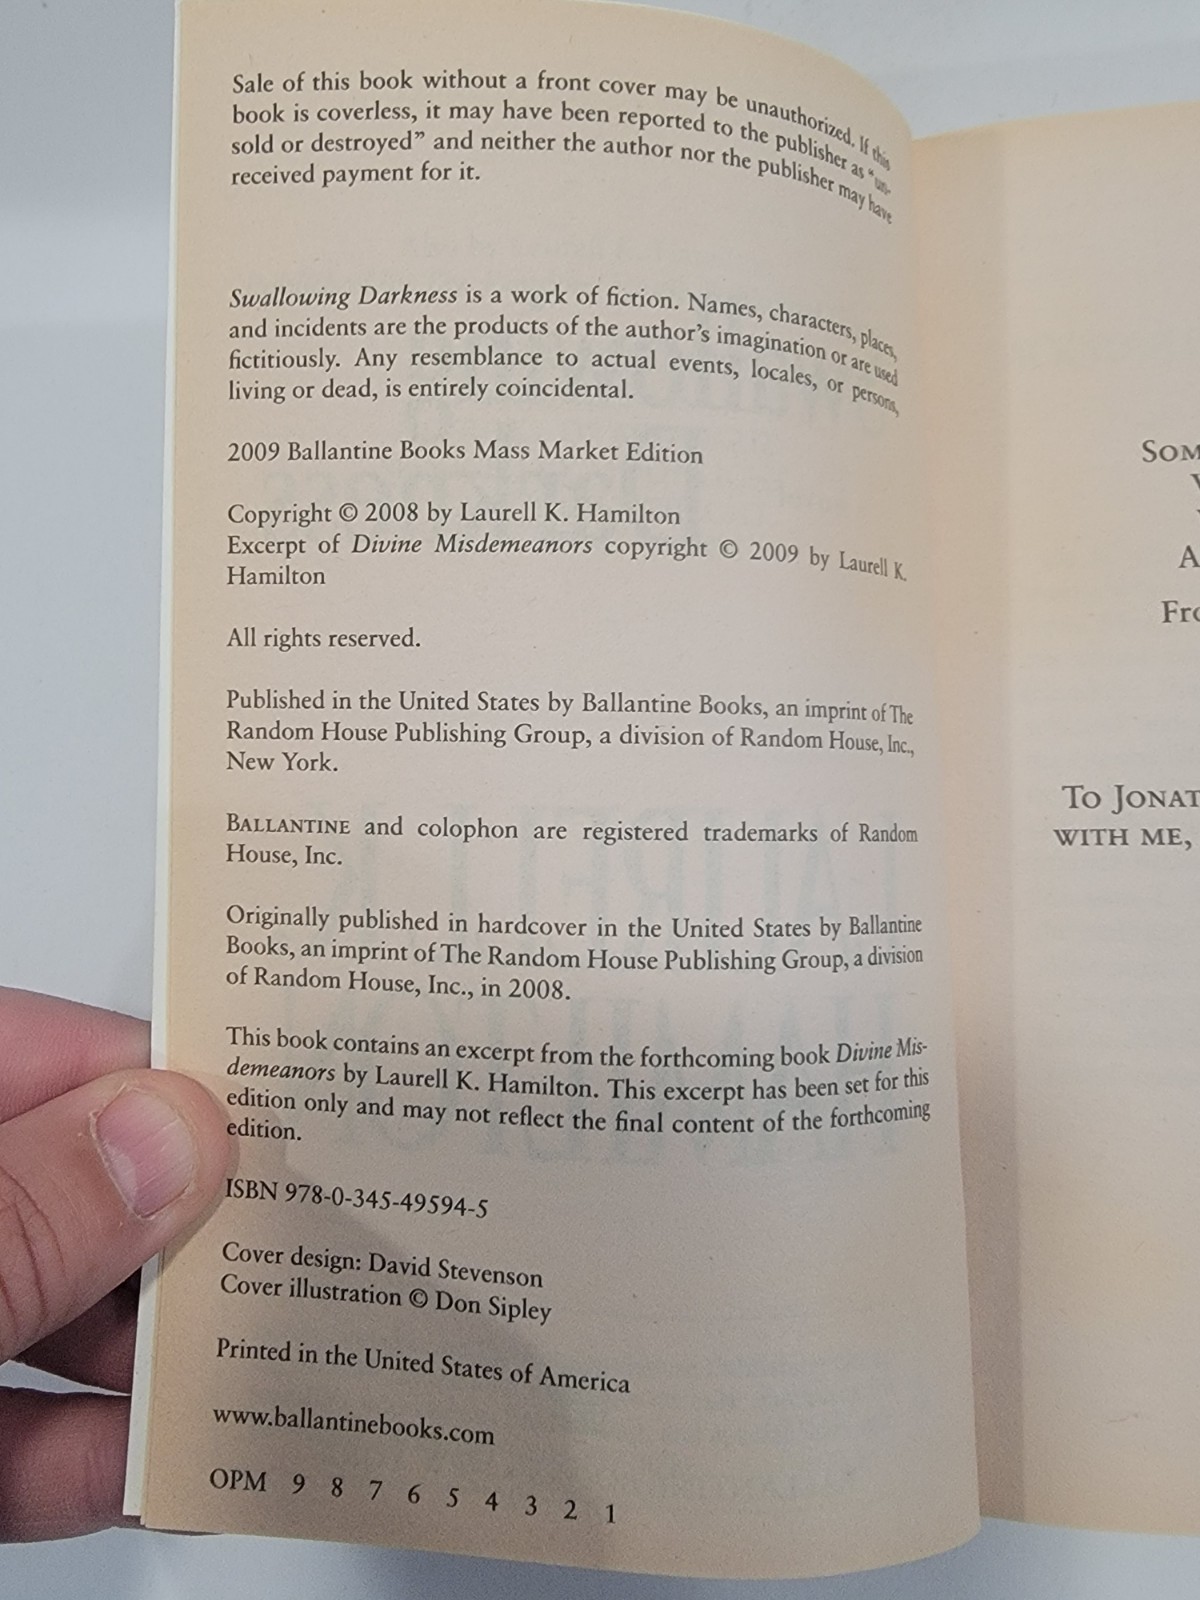 Sale of this book without a front cover may be unauthorized. If this
book is coverless, it may have been reported to the publisher as “un-
sold or destroyed” and neither the author nor the publisher may have
received payment for it.
Swallowing Darkness is a work of fiction. Names, characters, places,
and incidents are the products of the author’s imagination or are used
fictitiously. Any resemblance to actual events, locales, or persons,
living or dead, is entirely coincidental.
2009 Ballantine Books Mass Market Edition
Copyright © 2008 by Laurell K. Hamilton
Excerpt of Divine Misdemeanors copyright © 2009 by Laurell K.
Hamilton
All rights reserved.
Published in the United States by Ballantine Books, an imprint of The
Random House Publishing Group, a division of Random House, Inc.,
New York.
BALLANTINE and colophon are registered trademarks of Random
House, Inc.
Originally published in hardcover in the United States by Ballantine
Books, an imprint of The Random House Publishing Group, a division
of Random House, Inc., in 2008.
This book contains an excerpt from the forthcoming book Divine Mis-
demeanors by Laurell K. Hamilton. This excerpt has been set for this
edition only and may not reflect the final content of the forthcoming
edition.
ISBN 978-0-345-49594-5
Cover design: David Stevenson
Cover illustration © Don Sipley
Printed in the United States of America
www.ballantinebooks.com
OPM 9 8 7 6 5 4 3 2 1
TO
WITH ME,